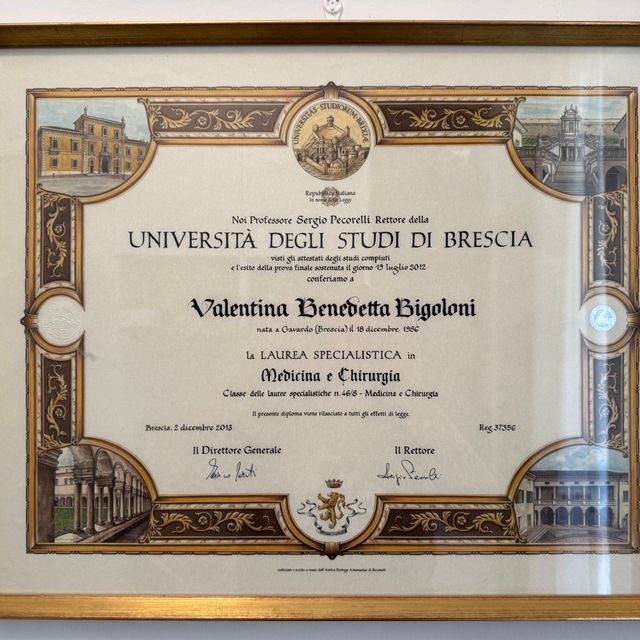 UNIVERSITAS · STUDIORUM BRIXIAE
Repubblica Italiana
In nome della Legge
Noi Professore Sergio Pecorelli Rettore della
UNIVERSITÀ DEGLI STUDI DI BRESCIA
visti gli attestati degli studi compiuti
e l'esito della prova finale sostenuta il giorno 19 luglio 2012
conferiamo a
Valentina Benedetta Bigoloni
nata a Gavardo (Brescia) il 18 dicembre 1986
la LAUREA SPECIALISTICA in
Medicina e Chirurgia
Classe delle lauree specialistiche n.46/S - Medicina e Chirurgia
Il presente diploma viene rilasciato a tutti gli effetti di legge.
Brescia, 2 dicembre 2013 Reg.37356
Il Direttore Generale Il Rettore